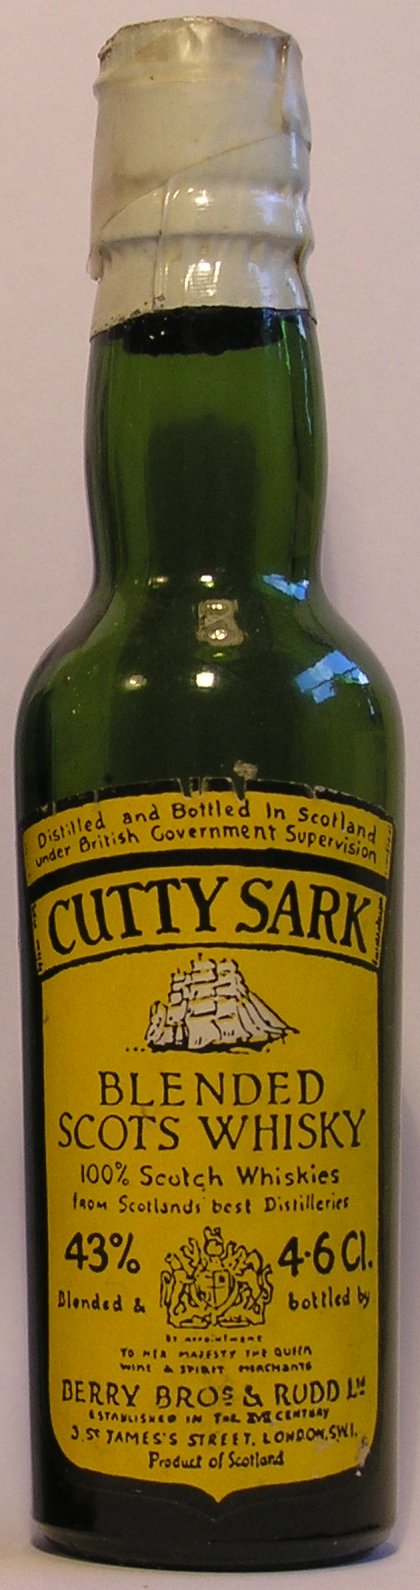 Distilled and Bottled In Scotland
under British Government Supervision
CUTTY SARK
BLENDED
SCOTS WHISKY
100% Scotch Whiskies
from Scotlands best Distilleries
43% 4·6 Cl.
Blended & bottled by
By appointment
TO HER MAJESTY THE QUEEN
WINE & SPIRIT MERCHANTS
BERRY BROS & RUDD LTD
ESTABLISHED IN THE XVII CENTURY
3, ST JAMES'S STREET, LONDON, S.W.1.
Product of Scotland